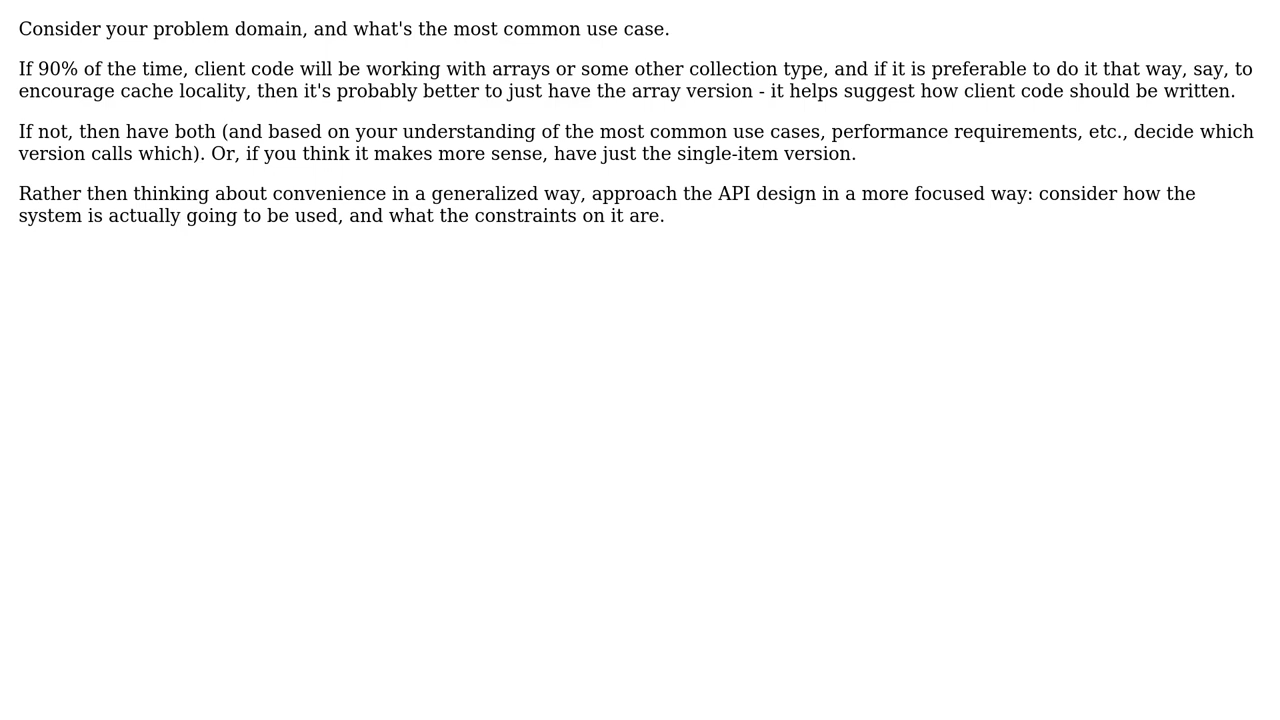 Consider your problem domain, and what's the most common use case.
If 90% of the time, client code will be working with arrays or some other collection type, and if it is preferable to do it that way, say, to
encourage cache locality, then it's probably better to just have the array version - it helps suggest how client code should be written.
If not, then have both (and based on your understanding of the most common use cases, performance requirements, etc., decide which
version calls which). Or, if you think it makes more sense, have just the single-item version.
Rather then thinking about convenience in a generalized way, approach the API design in a more focused way: consider how the
system is actually going to be used, and what the constraints on it are.